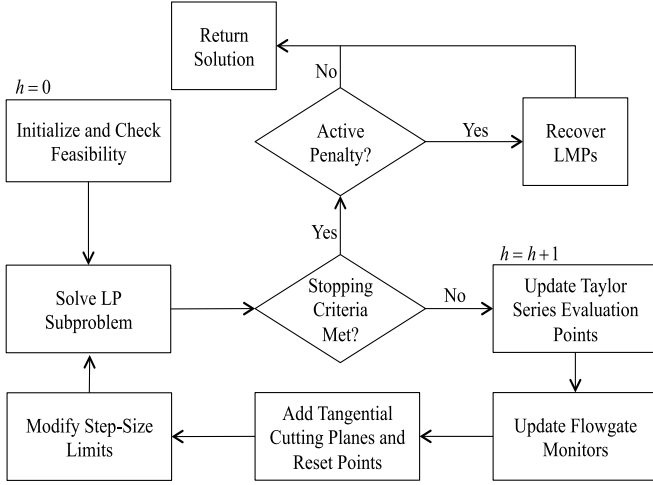 Return
Solution
h = 0
No
Initialize and Check
Feasibility
Active
Penalty?
Yes
Recover
LMPs
Yes
h = h + 1
Solve LP
Subproblem
Stopping
Criteria
Met?
No
Update Taylor
Series Evaluation
Points
Modify Step-Size
Limits
Add Tangential
Cutting Planes and
Reset Points
Update Flowgate
Monitors